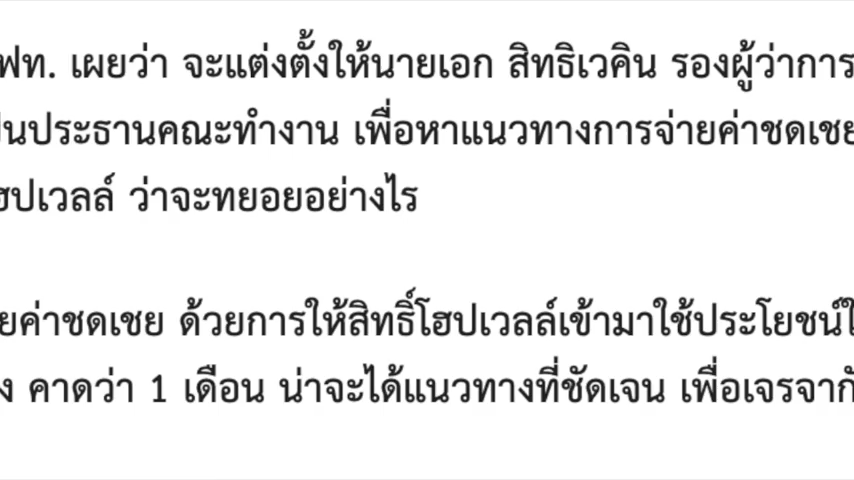 ฟท. เผยว่า จะแต่งตั้งให้นายเอก สิทธิเวคิน รองผู้ว่าการ
ป็นประธานคณะทำงาน เพื่อหาแนวทางการจ่ายค่าชดเชย
ฮปเวลล์ ว่าจะทยอยอย่างไร
ยค่าชดเชย ด้วยการให้สิทธิ์โฮปเวลล์เข้ามาใช้ประโยชน์ใ
ง คาดว่า 1 เดือน น่าจะได้แนวทางที่ชัดเจน เพื่อเจรจากั